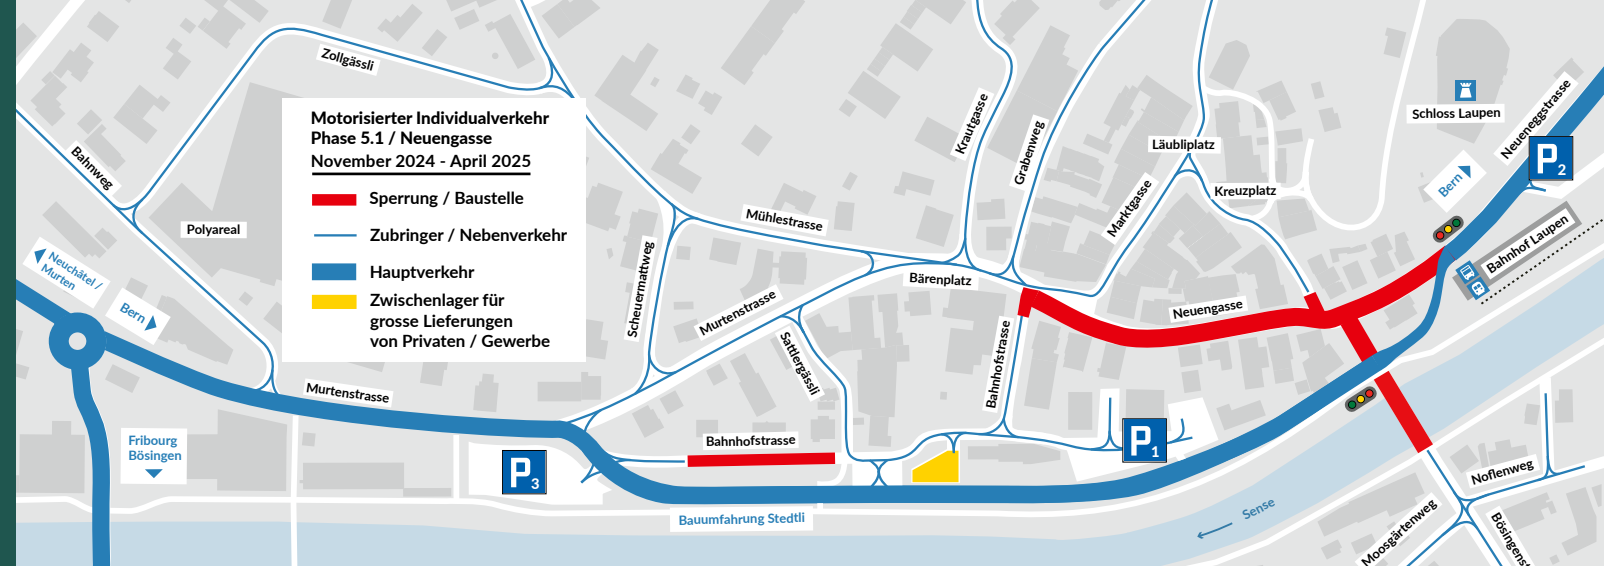 Zollgässli
Bahnweg
Polyareal
Neuchâtel /
Murten
Bern
Fribourg
Bösingen
Motorisierter Individualverkehr
Phase 5.1 / Neuengasse
November 2024 - April 2025
Sperrung / Baustelle
Zubringer / Nebenverkehr
Hauptverkehr
Zwischenlager für
grosse Lieferungen
von Privaten / Gewerbe
Murtenstrasse
Scheuermattweg
Mühlestrasse
Murtenstrasse
Sattlergässli
Bahnhofstrasse
P3
Bauumfahrung Stedtli
Bärenplatz
Krautgasse
Grabenweg
Marktgasse
Läubliplatz
Kreuzplatz
Neuengasse
Bahnhofstrasse
P1
Schloss Laupen
Neueneggstrasse
P2
Bern
Bahnhof Laupen
Sense
Noflenweg
Moosgärtenweg